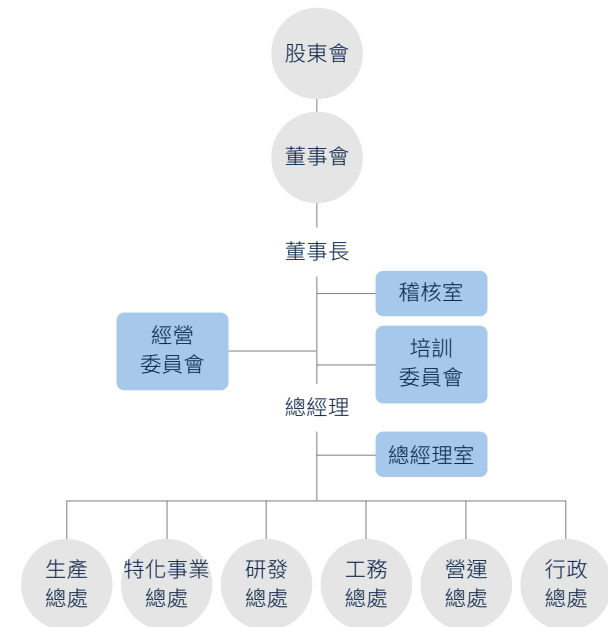 股東會
董事會
董事長
稽核室
經營
委員會
培訓
委員會
總經理
總經理室
生產
總處
特化事業
總處
研發
總處
工務
總處
營運
總處
行政
總處